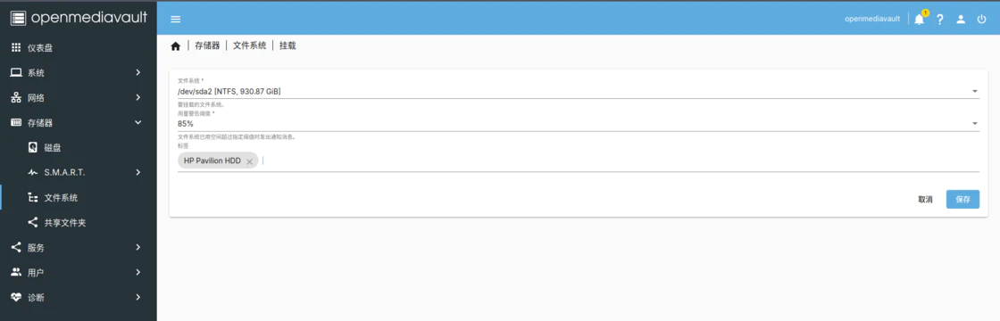 openmediavault
openmediavault
1
仪表盘
系统
网络
存储器
磁盘
S.M.A.R.T.
文件系统
共享文件夹
服务
用户
诊断
存储器 | 文件系统 | 挂载
文件系统 *
/dev/sda2 [NTFS, 930.87 GiB]
要挂载的文件系统。
用量警告阈值 *
85%
文件系统已用空间超过指定阈值时发出通知消息。
标签
HP Pavilion HDD
取消
保存